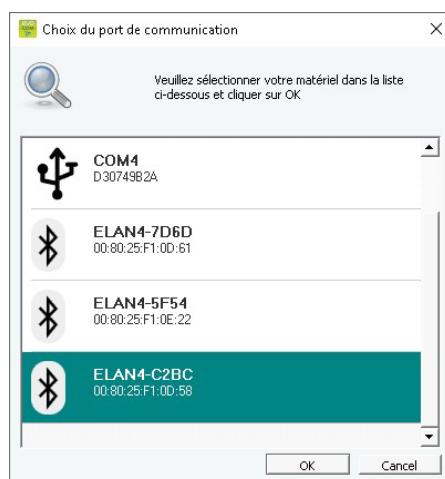 Choix du port de communication
Veuillez sélectionner votre matériel dans la liste
ci-dessous et cliquer sur OK
COM4
D30749B2A
ELAN4-7D6D
00:80:25:F1:0D:61
ELAN4-5F54
00:80:25:F1:0E:22
ELAN4-C2BC
00:80:25:F1:0D:58
OK
Cancel